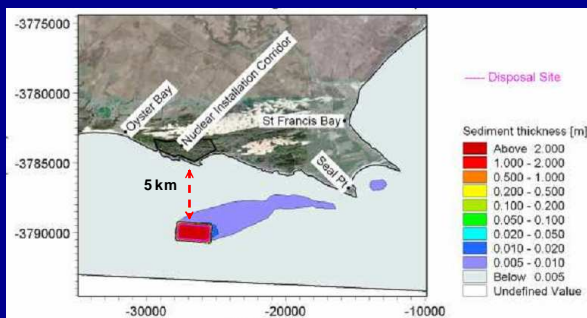 -3775000
-3780000
-3785000
-3790000
-30000
-20000
-10000
Oyster Bay
Nuclear Installation Corridor
St Francis Bay
Seal Pt
5 km
Disposal Site
Sediment thickness [m]
Above 2.000
1.000 - 2.000
0.500 - 1.000
0.200 - 0.500
0.100 - 0.200
0.050 - 0.100
0.020 - 0.050
0.010 - 0.020
0.005 - 0.010
Below 0.005
Undefined Value